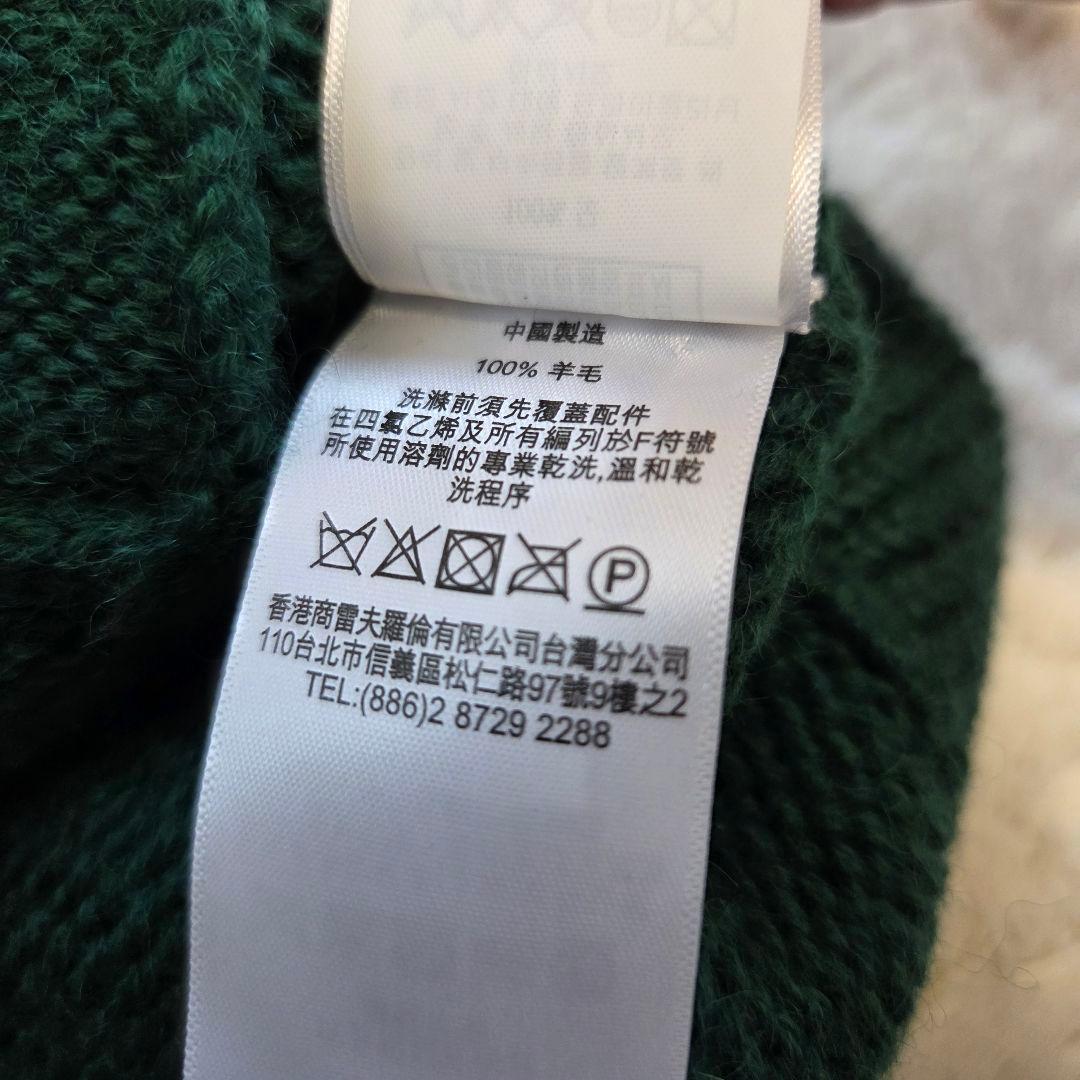 中國製造
100% 羊毛
洗滌前須先覆蓋配件
在四氯乙烯及所有編列於F符號
所使用溶劑的專業乾洗,溫和乾
洗程序
P
香港商雷夫羅倫有限公司台灣分公司
110台北市信義區松仁路97號9樓之2
TEL:(886)2 8729 2288